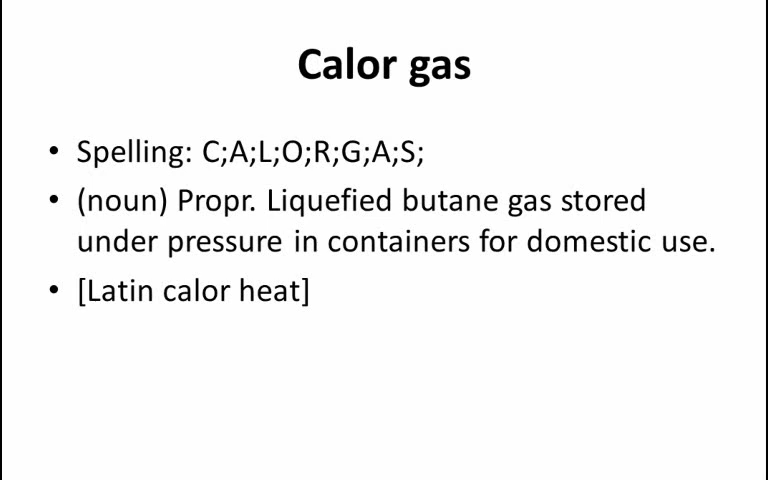 Calor gas
• Spelling: C;A;L;O;R;G;A;S;
• (noun) Propr. Liquefied butane gas stored
under pressure in containers for domestic use.
• [Latin calor heat]